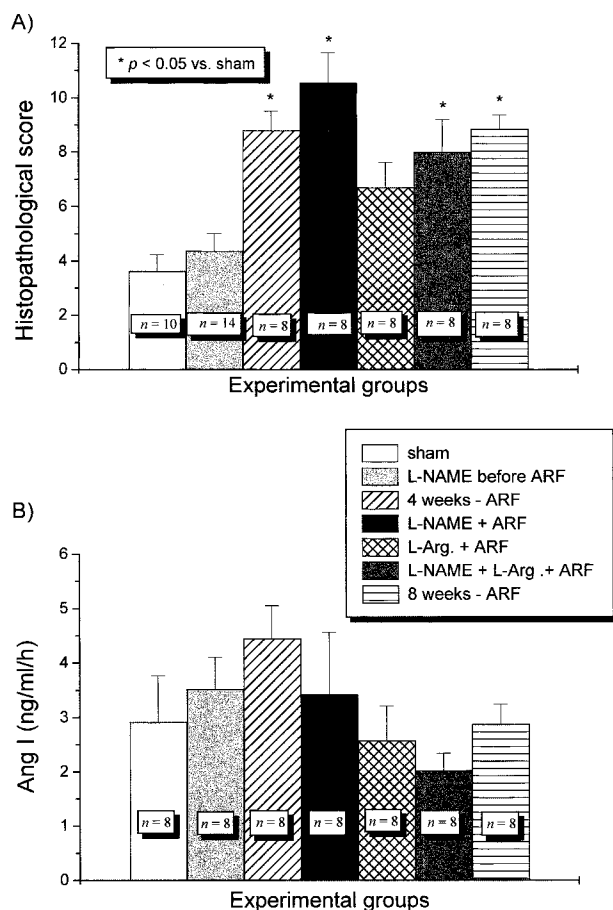 A)
Histopathological score
12
10
8
6
4
2
0
* p < 0.05 vs. sham
*
*
*
*
n = 10
n = 14
n = 8
n = 8
n = 8
n = 8
n = 8
Experimental groups
sham
L-NAME before ARF
4 weeks - ARF
L-NAME + ARF
L-Arg. + ARF
L-NAME + L-Arg .+ ARF
8 weeks - ARF
B)
Ang I (ng/ml/h)
6
5
4
3
2
1
0
n = 8
n = 8
n = 8
n = 8
n = 8
n = 8
n = 8
Experimental groups